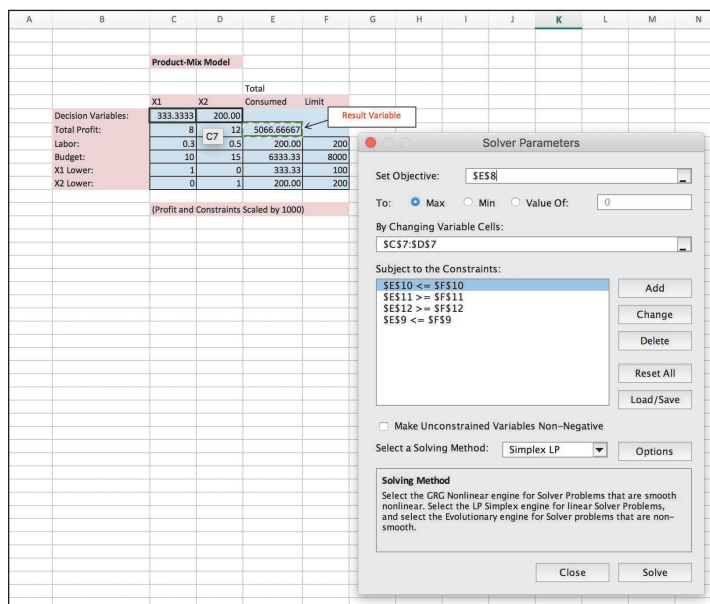 A B C D E F G H I J K L M N
Product-Mix Model
Total
X1 X2 Consumed Limit
Decision Variables: 333.3333 200.00
Total Profit: 8 12 5066.66667
Labor: 0.3 0.5 200.00 200
Budget: 10 15 6333.33 8000
X1 Lower: 1 0 333.33 100
X2 Lower: 0 1 200.00 200
C7
(Profit and Constraints Scaled by 1000)
Result Variable
Solver Parameters
Set Objective: $E$8
To: Max Min Value Of: 0
By Changing Variable Cells:
$C$7:$D$7
Subject to the Constraints:
$E$10 <= $F$10
$E$11 >= $F$11
$E$12 >= $F$12
$E$9 <= $F$9
Add
Change
Delete
Reset All
Load/Save
Make Unconstrained Variables Non-Negative
Select a Solving Method: Simplex LP Options
Solving Method
Select the GRG Nonlinear engine for Solver Problems that are smooth
nonlinear. Select the LP Simplex engine for linear Solver Problems,
and select the Evolutionary engine for Solver problems that are non-
smooth.
Close Solve